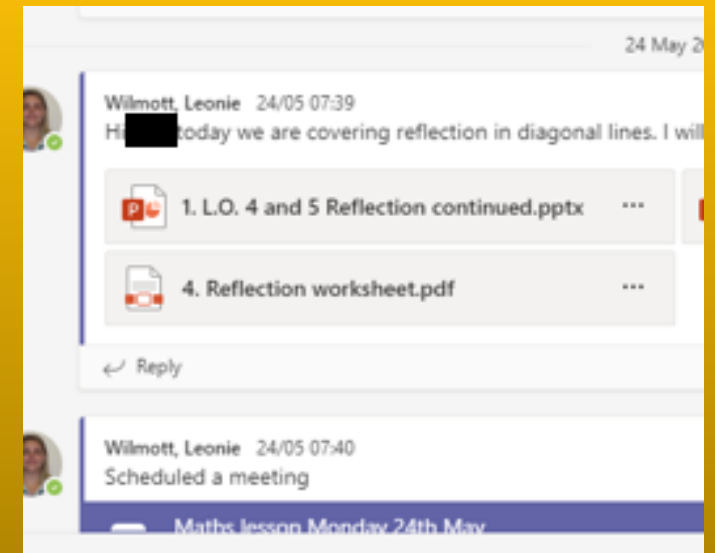 24 May 2
Wilmott, Leonie 24/05 07:39
Hi today we are covering reflection in diagonal lines. I will
1. L.O. 4 and 5 Reflection continued.pptx ...
4. Reflection worksheet.pdf ...
Reply
Wilmott, Leonie 24/05 07:40
Scheduled a meeting
Maths lesson Monday 24th May